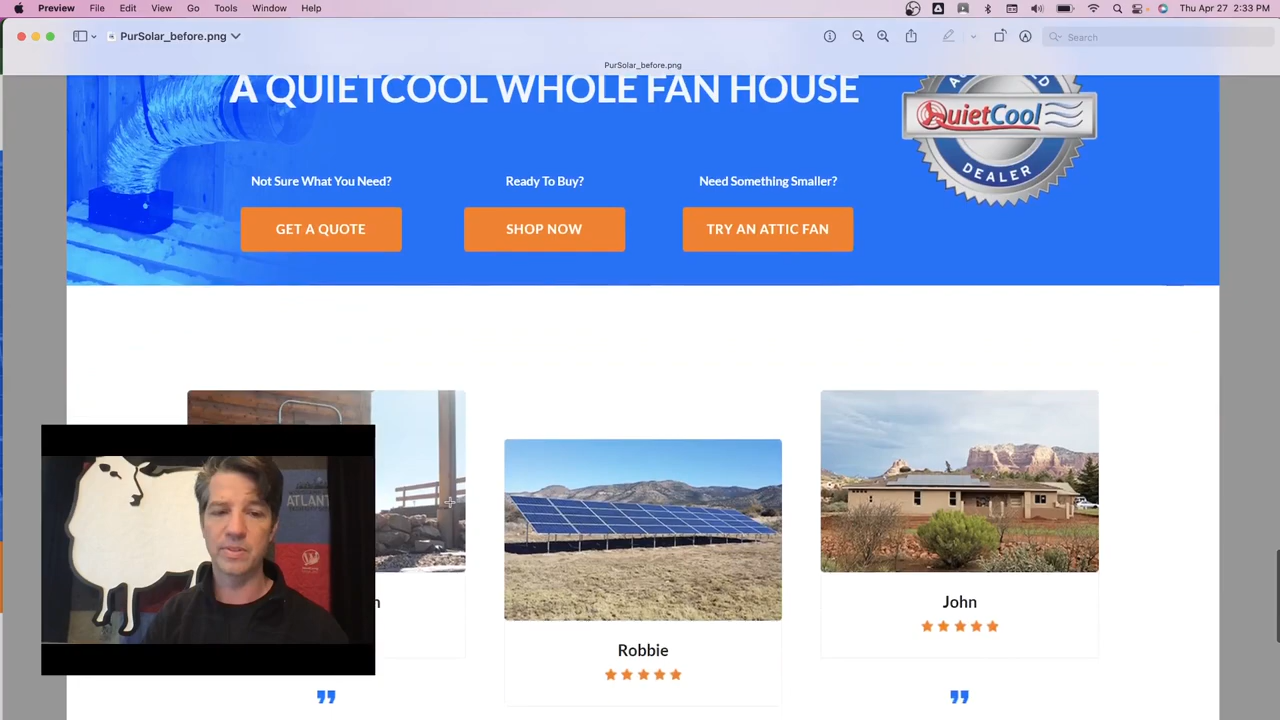 Preview File Edit View Go Tools Window Help
Thu Apr 27 2:33 PM
PurSolar_before.png
Search
PurSolar_before.png
A QUIETCOOL WHOLE FAN HOUSE
QuietCool
DEALER
Not Sure What You Need?
Ready To Buy?
Need Something Smaller?
GET A QUOTE
SHOP NOW
TRY AN ATTIC FAN
ATLANT
n
John
Robbie
"
"